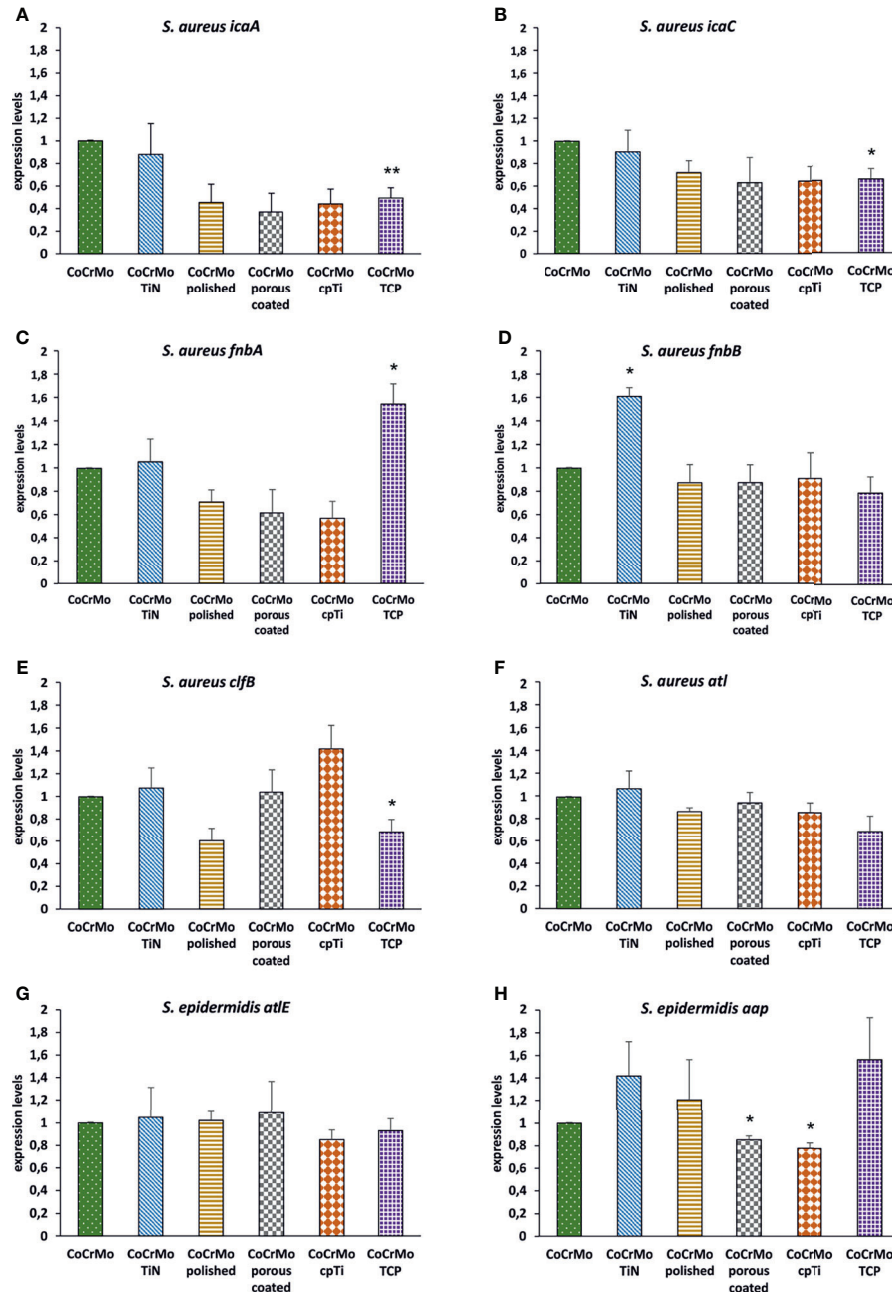 A
S. aureus icaA
expression levels
2
1,8
1,6
1,4
1,2
1
0,8
0,6
0,4
0,2
0
**
CoCrMo
CoCrMo TiN
CoCrMo polished
CoCrMo porous coated
CoCrMo cpTi
CoCrMo TCP
B
S. aureus icaC
expression levels
2
1,8
1,6
1,4
1,2
1
0,8
0,6
0,4
0,2
0
*
CoCrMo
CoCrMo TiN
CoCrMo polished
CoCrMo porous coated
CoCrMo cpTi
CoCrMo TCP
C
S. aureus fnbA
expression levels
2
1,8
1,6
1,4
1,2
1
0,8
0,6
0,4
0,2
0
*
CoCrMo
CoCrMo TiN
CoCrMo polished
CoCrMo porous coated
CoCrMo cpTi
CoCrMo TCP
D
S. aureus fnbB
expression levels
2
1,8
1,6
1,4
1,2
1
0,8
0,6
0,4
0,2
0
*
CoCrMo
CoCrMo TiN
CoCrMo polished
CoCrMo porous coated
CoCrMo cpTi
CoCrMo TCP
E
S. aureus clfB
expression levels
2
1,8
1,6
1,4
1,2
1
0,8
0,6
0,4
0,2
0
*
CoCrMo
CoCrMo TiN
CoCrMo polished
CoCrMo porous coated
CoCrMo cpTi
CoCrMo TCP
F
S. aureus atl
expression levels
2
1,8
1,6
1,4
1,2
1
0,8
0,6
0,4
0,2
0
CoCrMo
CoCrMo TiN
CoCrMo polished
CoCrMo porous coated
CoCrMo cpTi
CoCrMo TCP
G
S. epidermidis atlE
expression levels
2
1,8
1,6
1,4
1,2
1
0,8
0,6
0,4
0,2
0
CoCrMo
CoCrMo TiN
CoCrMo polished
CoCrMo porous coated
CoCrMo cpTi
CoCrMo TCP
H
S. epidermidis aap
expression levels
2
1,8
1,6
1,4
1,2
1
0,8
0,6
0,4
0,2
0
*
*
CoCrMo
CoCrMo TiN
CoCrMo polished
CoCrMo porous coated
CoCrMo cpTi
CoCrMo TCP